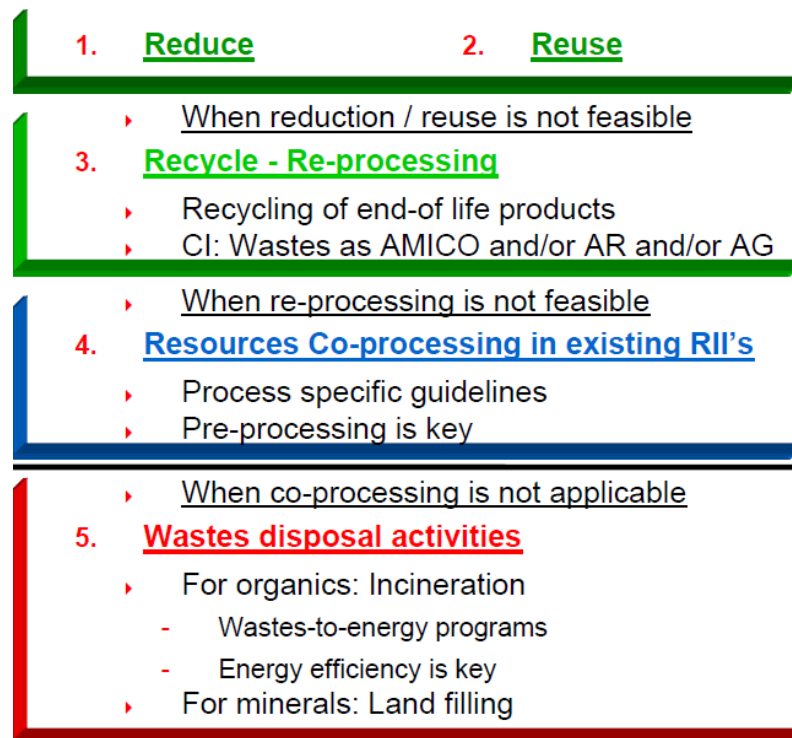 1. Reduce 2. Reuse
When reduction / reuse is not feasible
3. Recycle - Re-processing
Recycling of end-of life products
CI: Wastes as AMICO and/or AR and/or AG
When re-processing is not feasible
4. Resources Co-processing in existing RII's
Process specific guidelines
Pre-processing is key
When co-processing is not applicable
5. Wastes disposal activities
For organics: Incineration
- Wastes-to-energy programs
- Energy efficiency is key
For minerals: Land filling